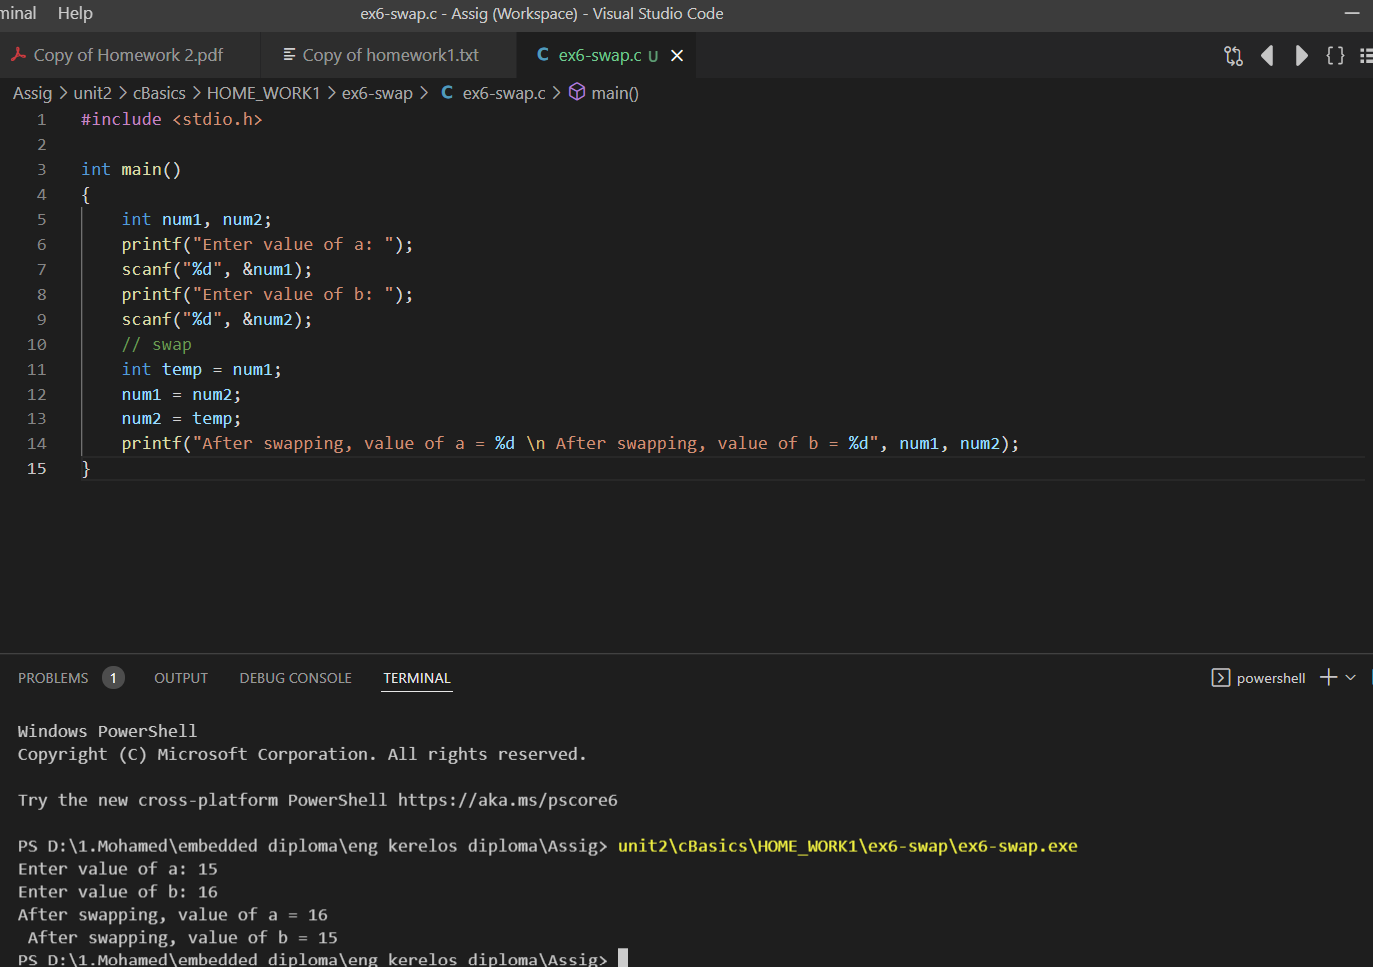 minal Help ex6-swap.c - Assig (Workspace) - Visual Studio Code
Copy of Homework 2.pdf Copy of homework1.txt C ex6-swap.c U
Assig > unit2 > cBasics > HOME_WORK1 > ex6-swap > C ex6-swap.c > main()
1 #include <stdio.h>
2
3 int main()
4 {
5 int num1, num2;
6 printf("Enter value of a: ");
7 scanf("%d", &num1);
8 printf("Enter value of b: ");
9 scanf("%d", &num2);
10 // swap
11 int temp = num1;
12 num1 = num2;
13 num2 = temp;
14 printf("After swapping, value of a = %d \n After swapping, value of b = %d", num1, num2);
15 }
PROBLEMS 1 OUTPUT DEBUG CONSOLE TERMINAL powershell
Windows PowerShell
Copyright (C) Microsoft Corporation. All rights reserved.
Try the new cross-platform PowerShell https://aka.ms/pscore6
PS D:\1.Mohamed\embedded diploma\eng kerelos diploma\Assig> unit2\cBasics\HOME_WORK1\ex6-swap\ex6-swap.exe
Enter value of a: 15
Enter value of b: 16
After swapping, value of a = 16
After swapping, value of b = 15
PS D:\1.Mohamed\embedded diploma\eng kerelos diploma\Assig>